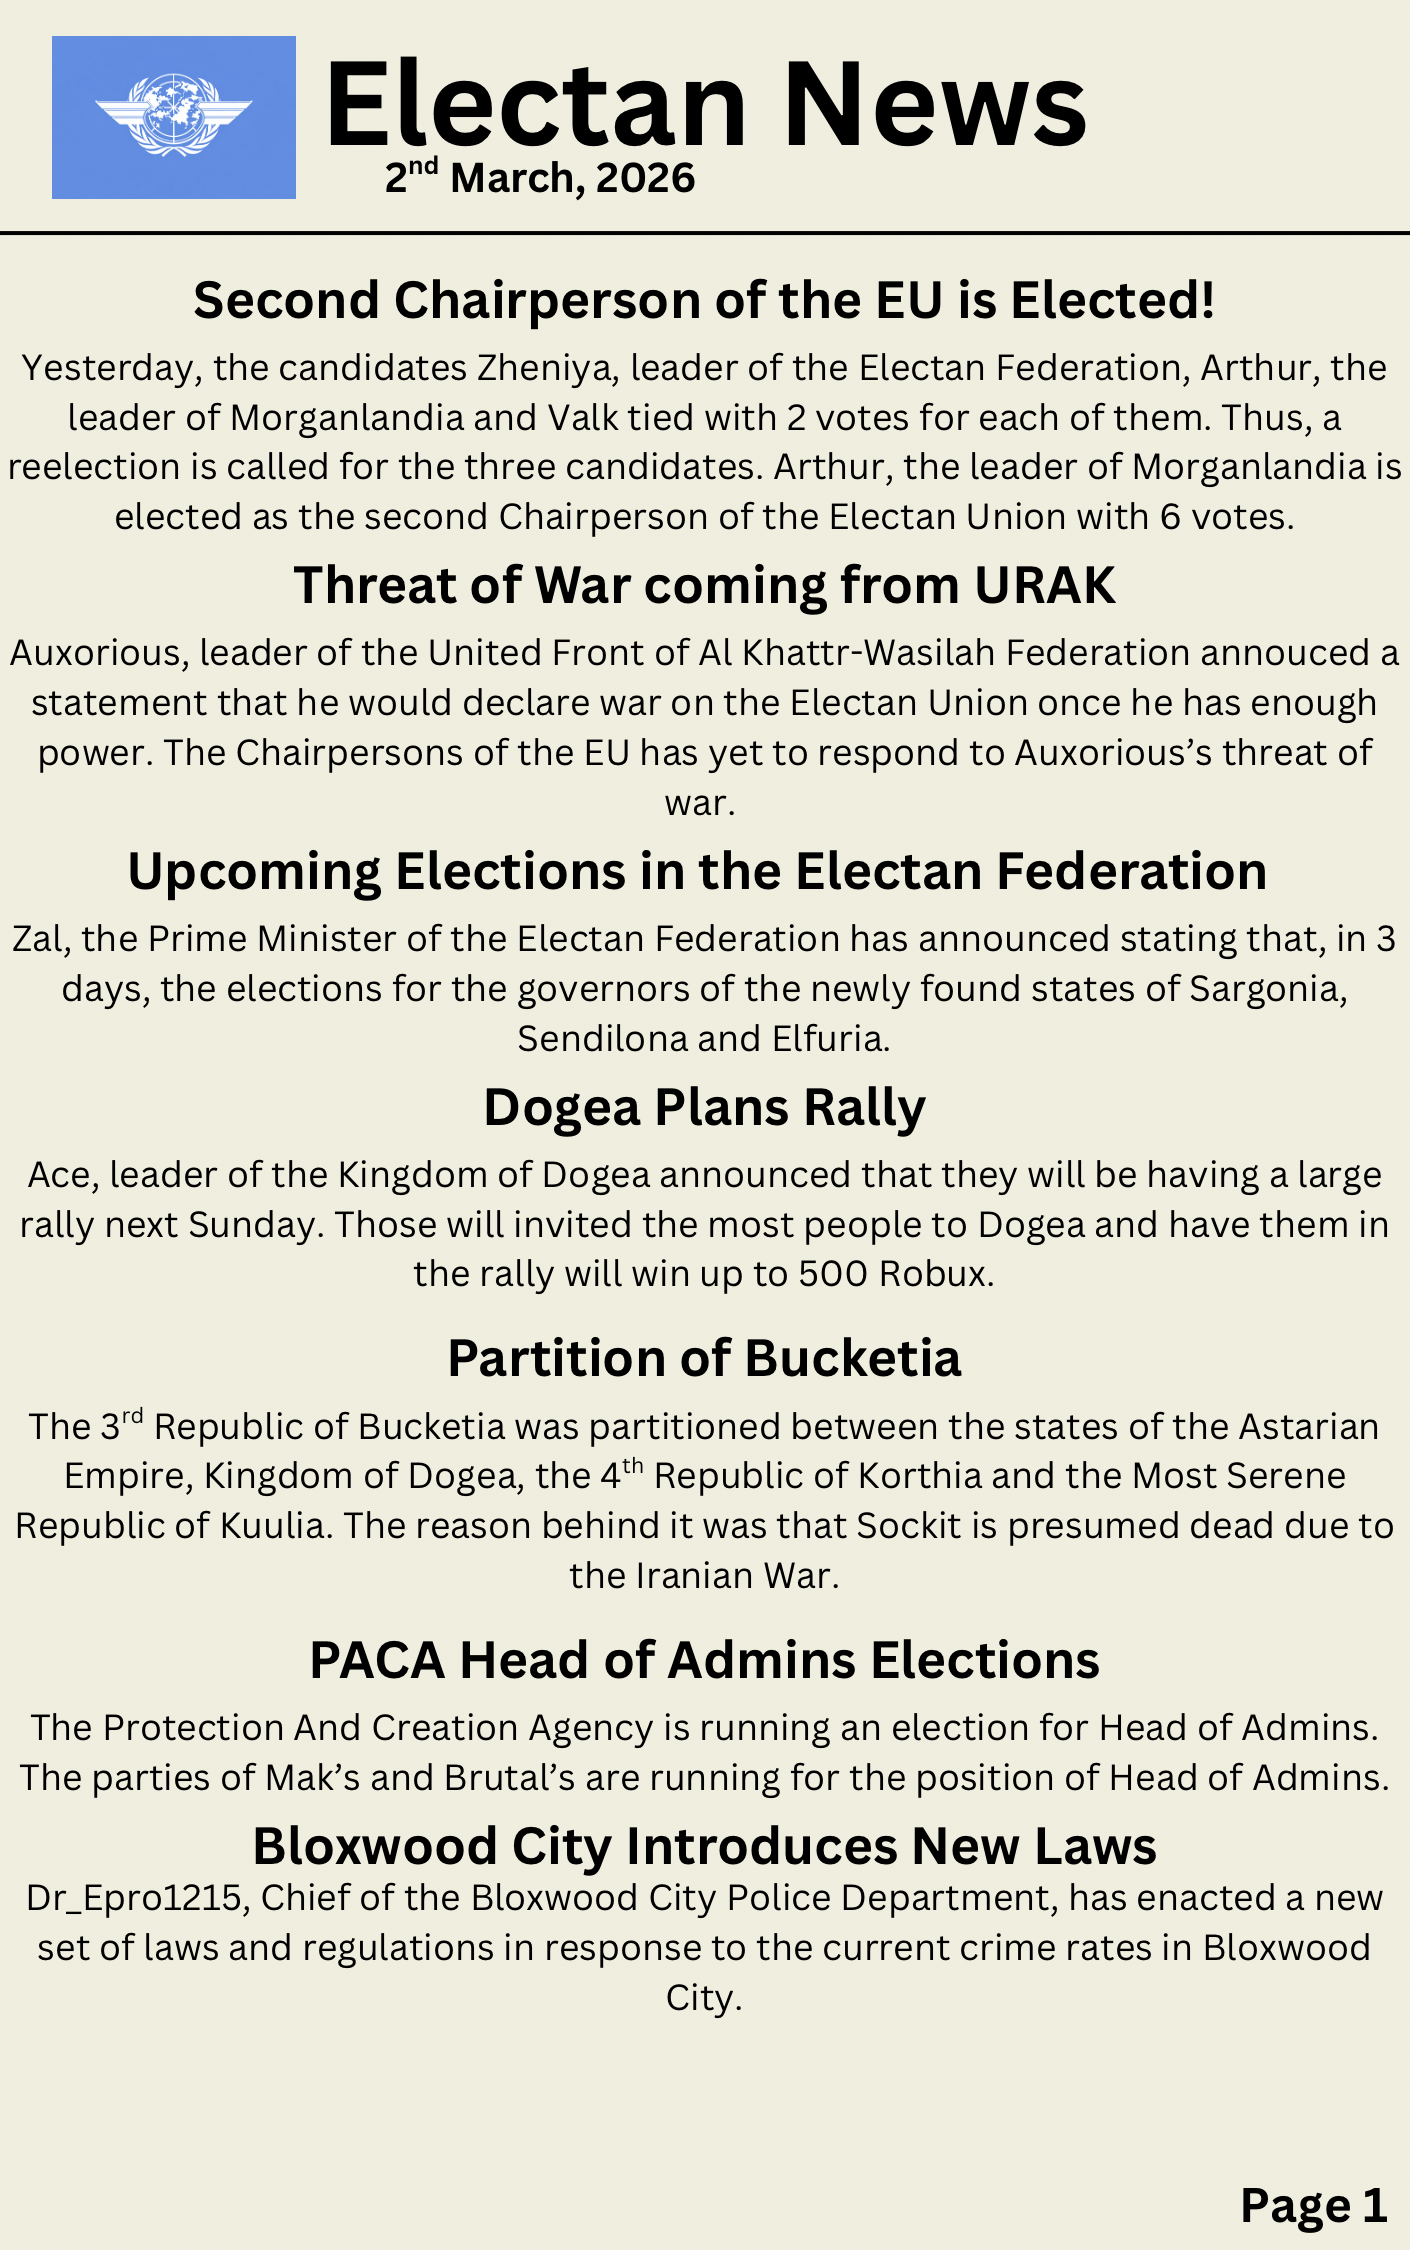 Electan News
2nd March, 2026
Second Chairperson of the EU is Elected!
Yesterday, the candidates Zheniya, leader of the Electan Federation, Arthur, the
leader of Morganlandia and Valk tied with 2 votes for each of them. Thus, a
reelection is called for the three candidates. Arthur, the leader of Morganlandia is
elected as the second Chairperson of the Electan Union with 6 votes.
Threat of War coming from URAK
Auxorious, leader of the United Front of Al Khattr-Wasilah Federation annouced a
statement that he would declare war on the Electan Union once he has enough
power. The Chairpersons of the EU has yet to respond to Auxorious’s threat of
war.
Upcoming Elections in the Electan Federation
Zal, the Prime Minister of the Electan Federation has announced stating that, in 3
days, the elections for the governors of the newly found states of Sargonia,
Sendilona and Elfuria.
Dogea Plans Rally
Ace, leader of the Kingdom of Dogea announced that they will be having a large
rally next Sunday. Those will invited the most people to Dogea and have them in
the rally will win up to 500 Robux.
Partition of Bucketia
The 3rd Republic of Bucketia was partitioned between the states of the Astarian
Empire, Kingdom of Dogea, the 4th Republic of Korthia and the Most Serene
Republic of Kuulia. The reason behind it was that Sockit is presumed dead due to
the Iranian War.
PACA Head of Admins Elections
The Protection And Creation Agency is running an election for Head of Admins.
The parties of Mak’s and Brutal’s are running for the position of Head of Admins.
Bloxwood City Introduces New Laws
Dr_Epro1215, Chief of the Bloxwood City Police Department, has enacted a new
set of laws and regulations in response to the current crime rates in Bloxwood
City.
Page 1